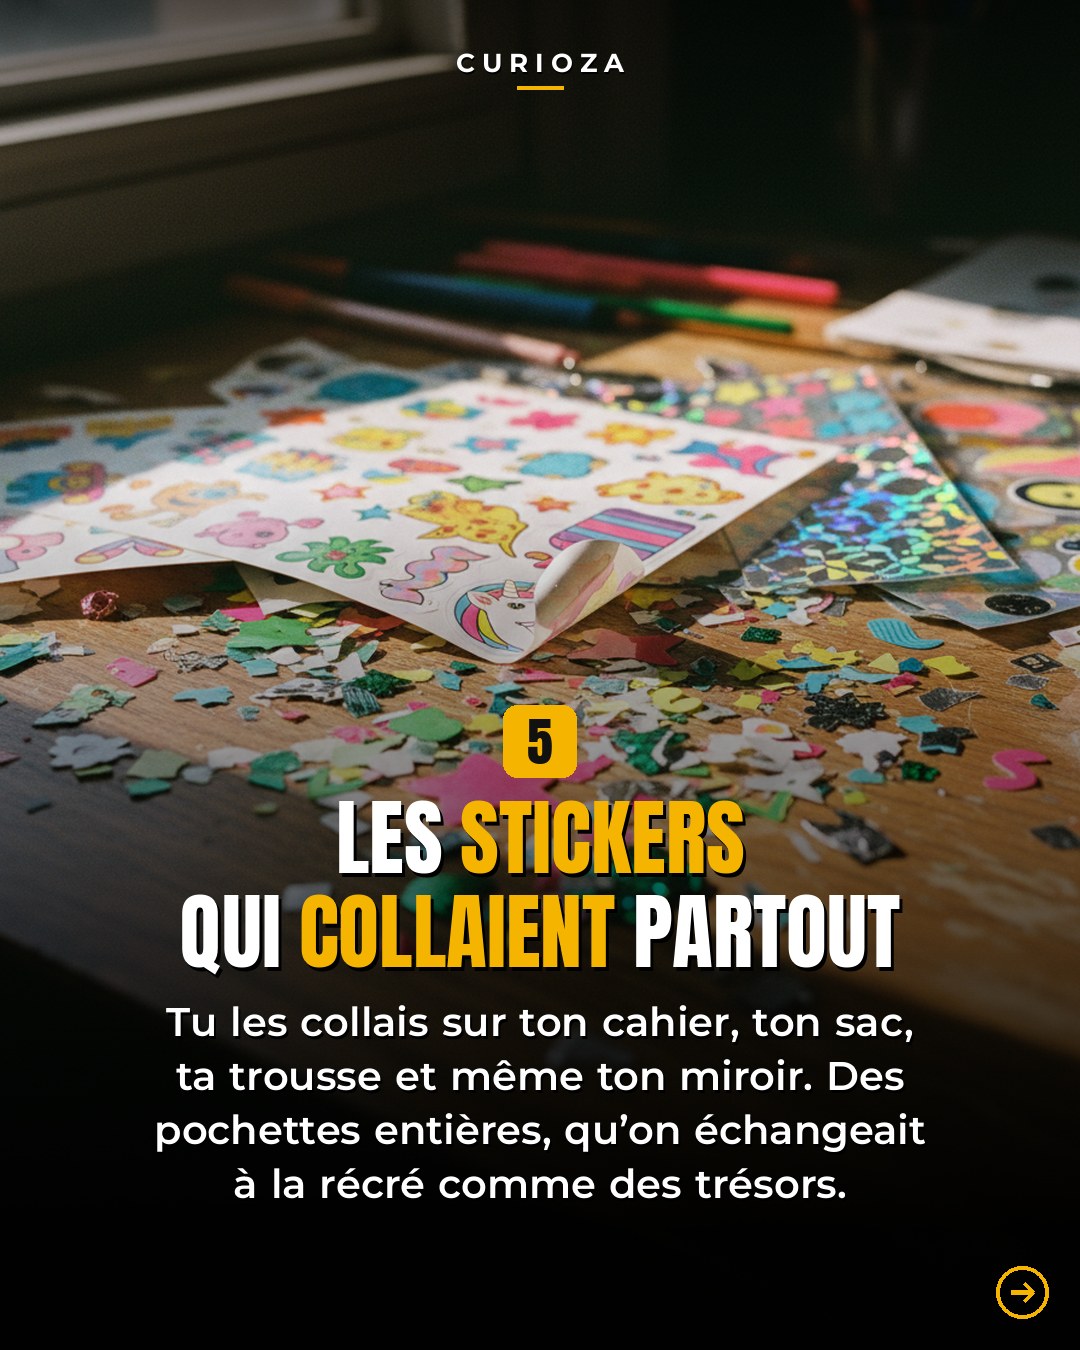 CURIOZA
5
LES STICKERS
QUI COLLAIENT PARTOUT
Tu les collais sur ton cahier, ton sac,
ta trousse et même ton miroir. Des
pochettes entières, qu’on échangeait
à la récré comme des trésors.